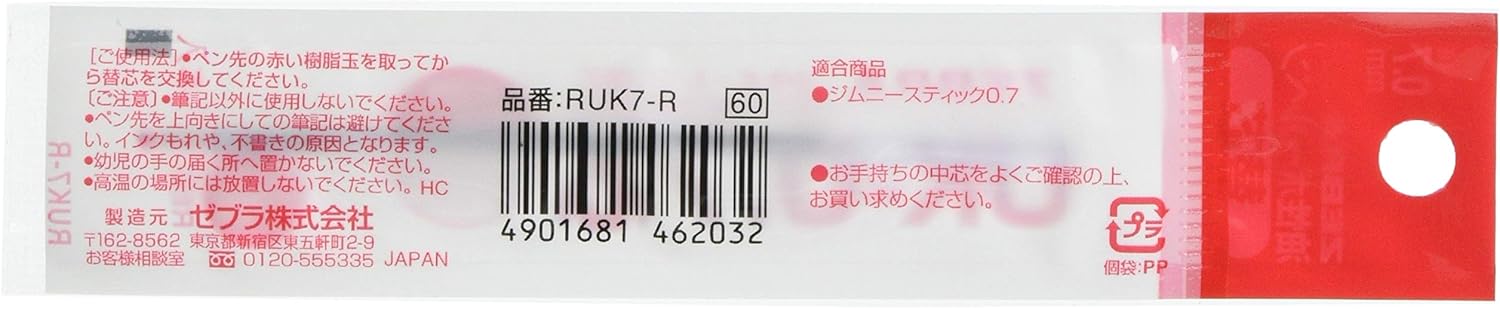 [ご使用法]●ペン先の赤い樹脂玉を取ってか
ら替芯を交換してください。
[ご注意]●筆記以外に使用しないでください。
●ペン先を上向きにしての筆記は避けてくださ
い。インクもれや、不書きの原因となります。
●幼児の手の届く所へ置かないでください。
●高温の場所には放置しないでください。HC
製造元 ゼブラ株式会社
〒162-8562 東京都新宿区東五軒町2-9
お客様相談室 0120-555335 JAPAN
品番:RUK7-R 60
4901681 462032
適合商品
●ジムニースティック0.7
●お手持ちの中芯をよくご確認の上、
お買い求めください。
プラ
個袋:PP
RUK7-R